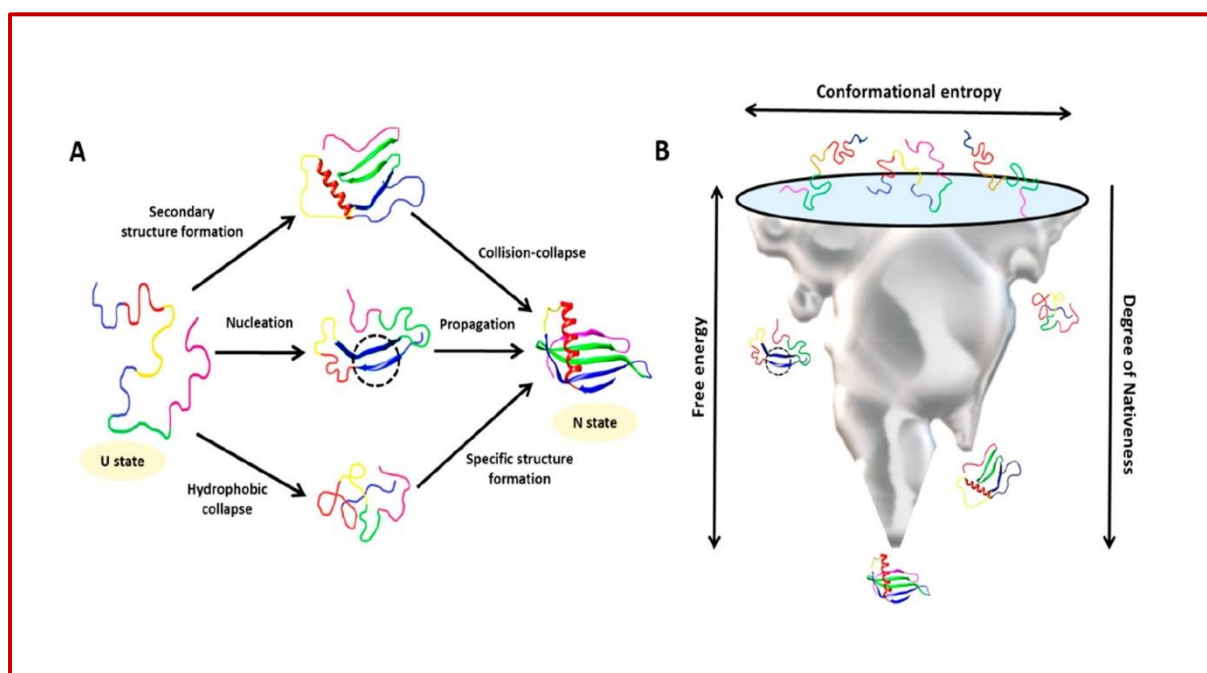 A
Secondary
structure formation
Collision-collapse
Nucleation
Propagation
U state
N state
Hydrophobic
collapse
Specific structure
formation
Conformational entropy
B
Free energy
Degree of Nativeness